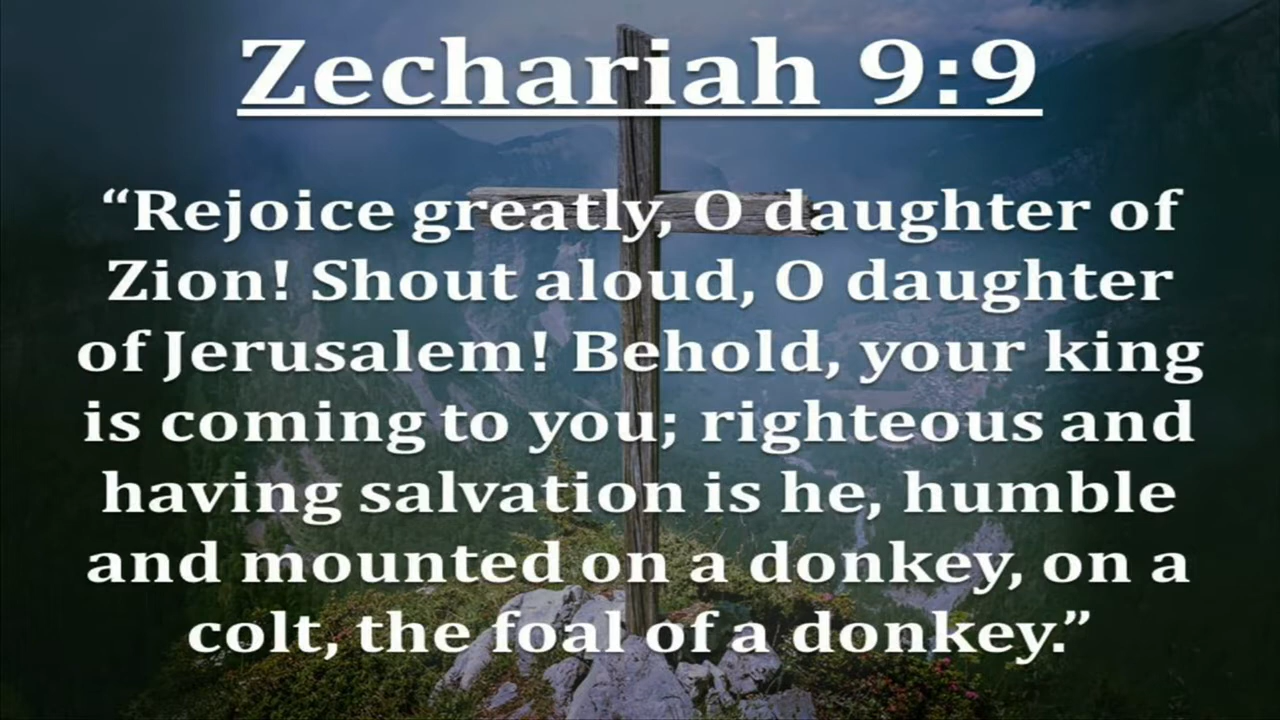 Zechariah 9:9
“Rejoice greatly, O daughter of
Zion! Shout aloud, O daughter
of Jerusalem! Behold, your king
is coming to you; righteous and
having salvation is he, humble
and mounted on a donkey, on a
colt, the foal of a donkey.”